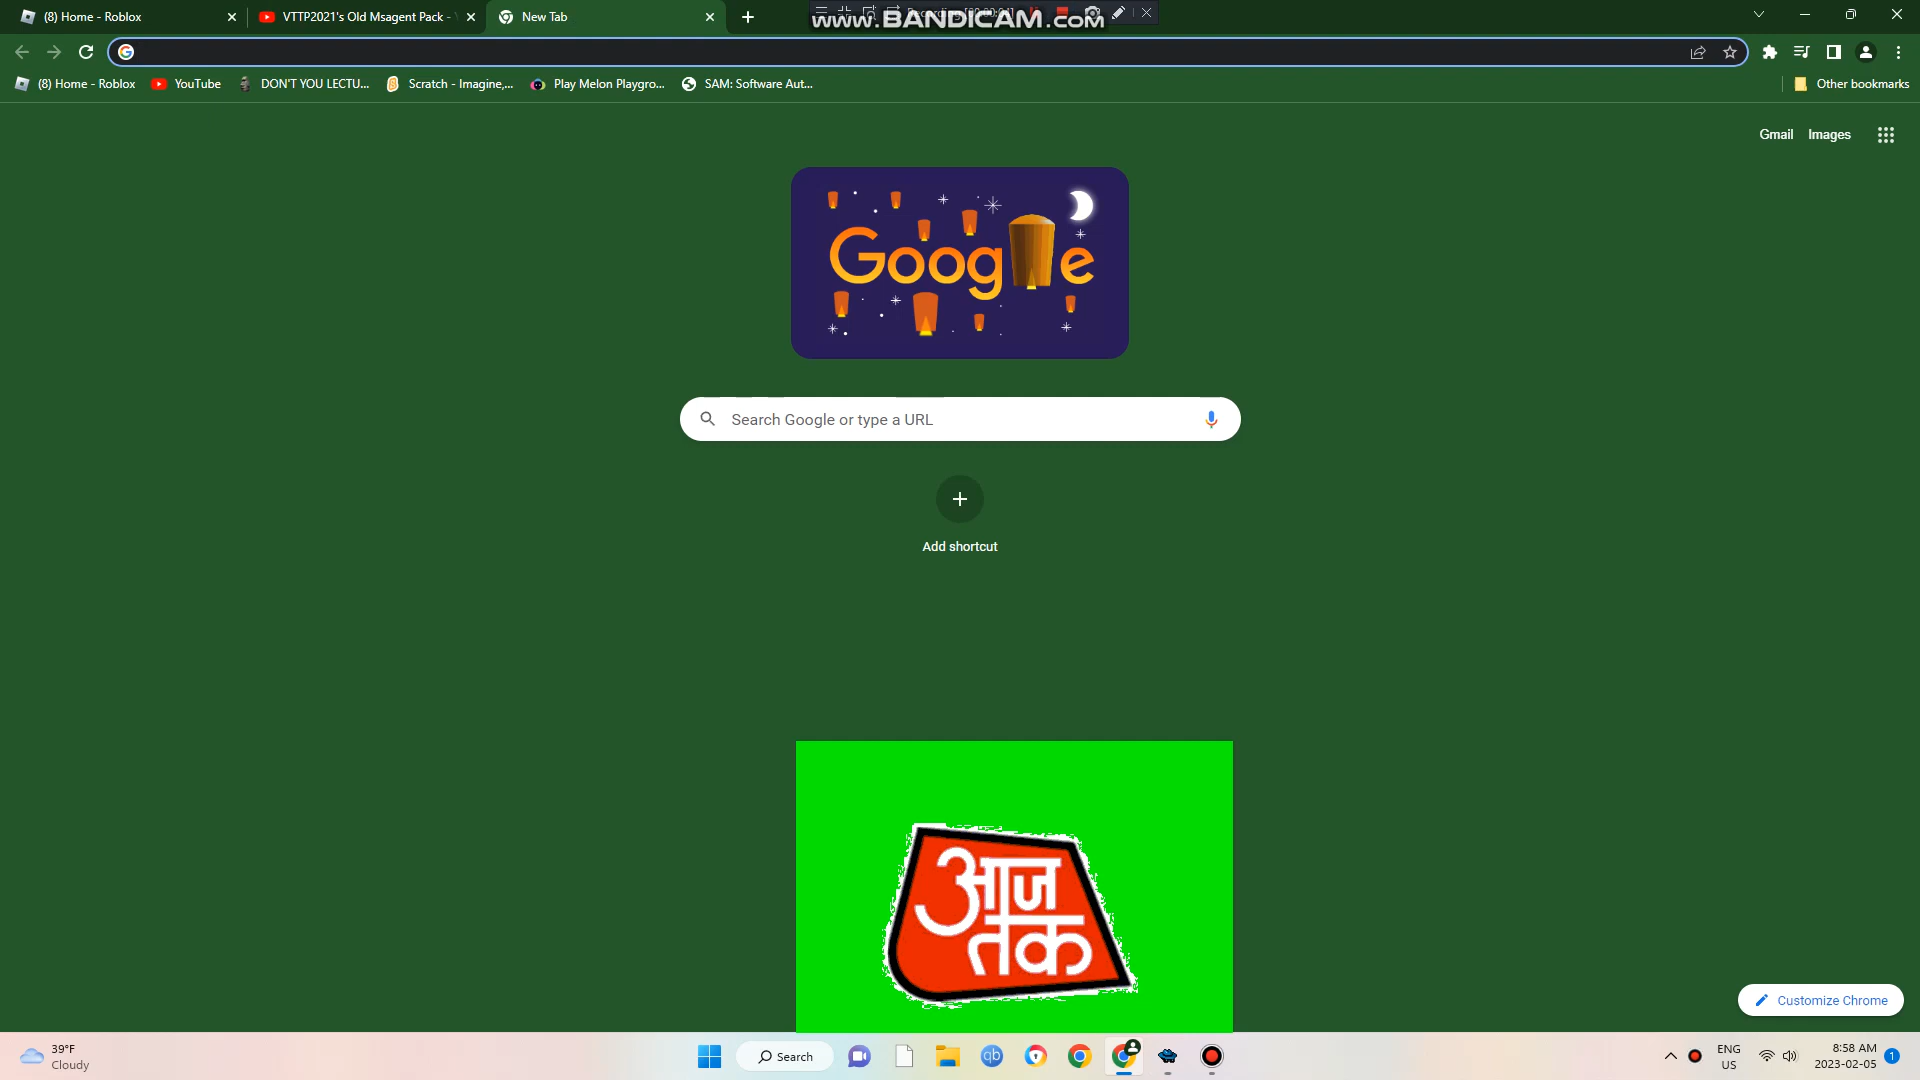 (8) Home - Roblox
VTTP2021's Old Msagent Pack -
New Tab
www.BANDICAM.com
(8) Home - Roblox
YouTube
DON'T YOU LECTU...
Scratch - Imagine,...
Play Melon Playgro...
SAM: Software Aut...
Other bookmarks
Gmail
Images
Google
Search Google or type a URL
Add shortcut
आज
तक
Customize Chrome
39°F
Cloudy
Search
qb
ENG
US
8:58 AM
2023-02-05
1